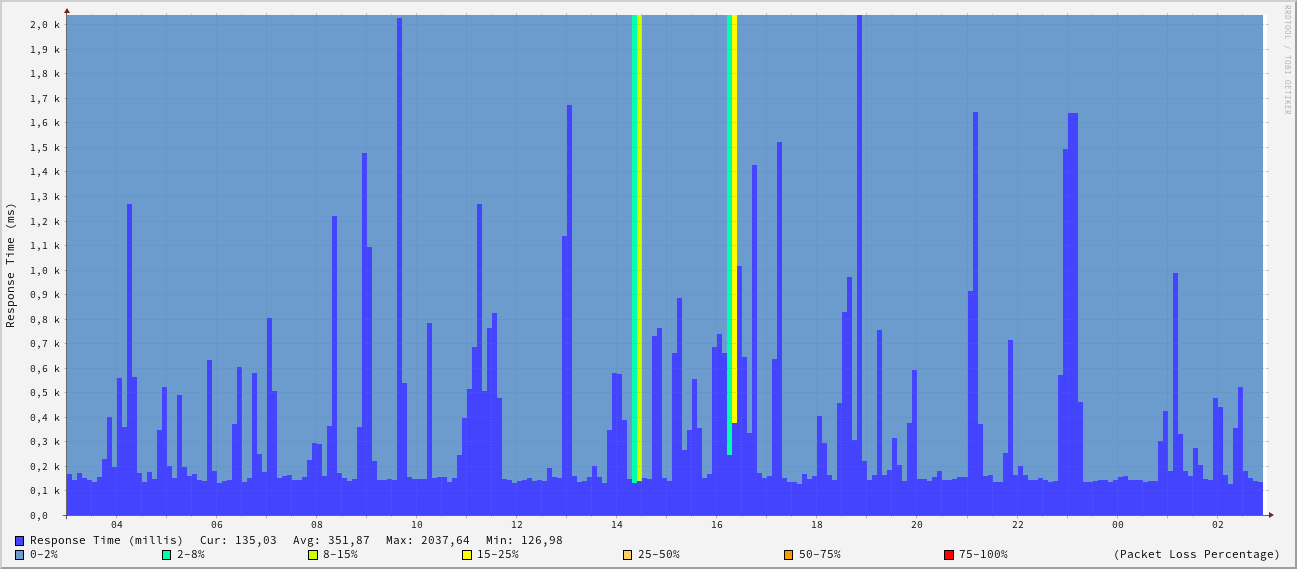 RRDTOOL / TOBI OETIKER
Response Time (ms)
2,0 k
1,9 k
1,8 k
1,7 k
1,6 k
1,5 k
1,4 k
1,3 k
1,2 k
1,1 k
1,0 k
0,9 k
0,8 k
0,7 k
0,6 k
0,5 k
0,4 k
0,3 k
0,2 k
0,1 k
0,0
04 06 08 10 12 14 16 18 20 22 00 02
Response Time (millis) Cur: 135,03 Avg: 351,87 Max: 2037,64 Min: 126,98
0-2% 2-8% 8-15% 15-25% 25-50% 50-75% 75-100% (Packet Loss Percentage)